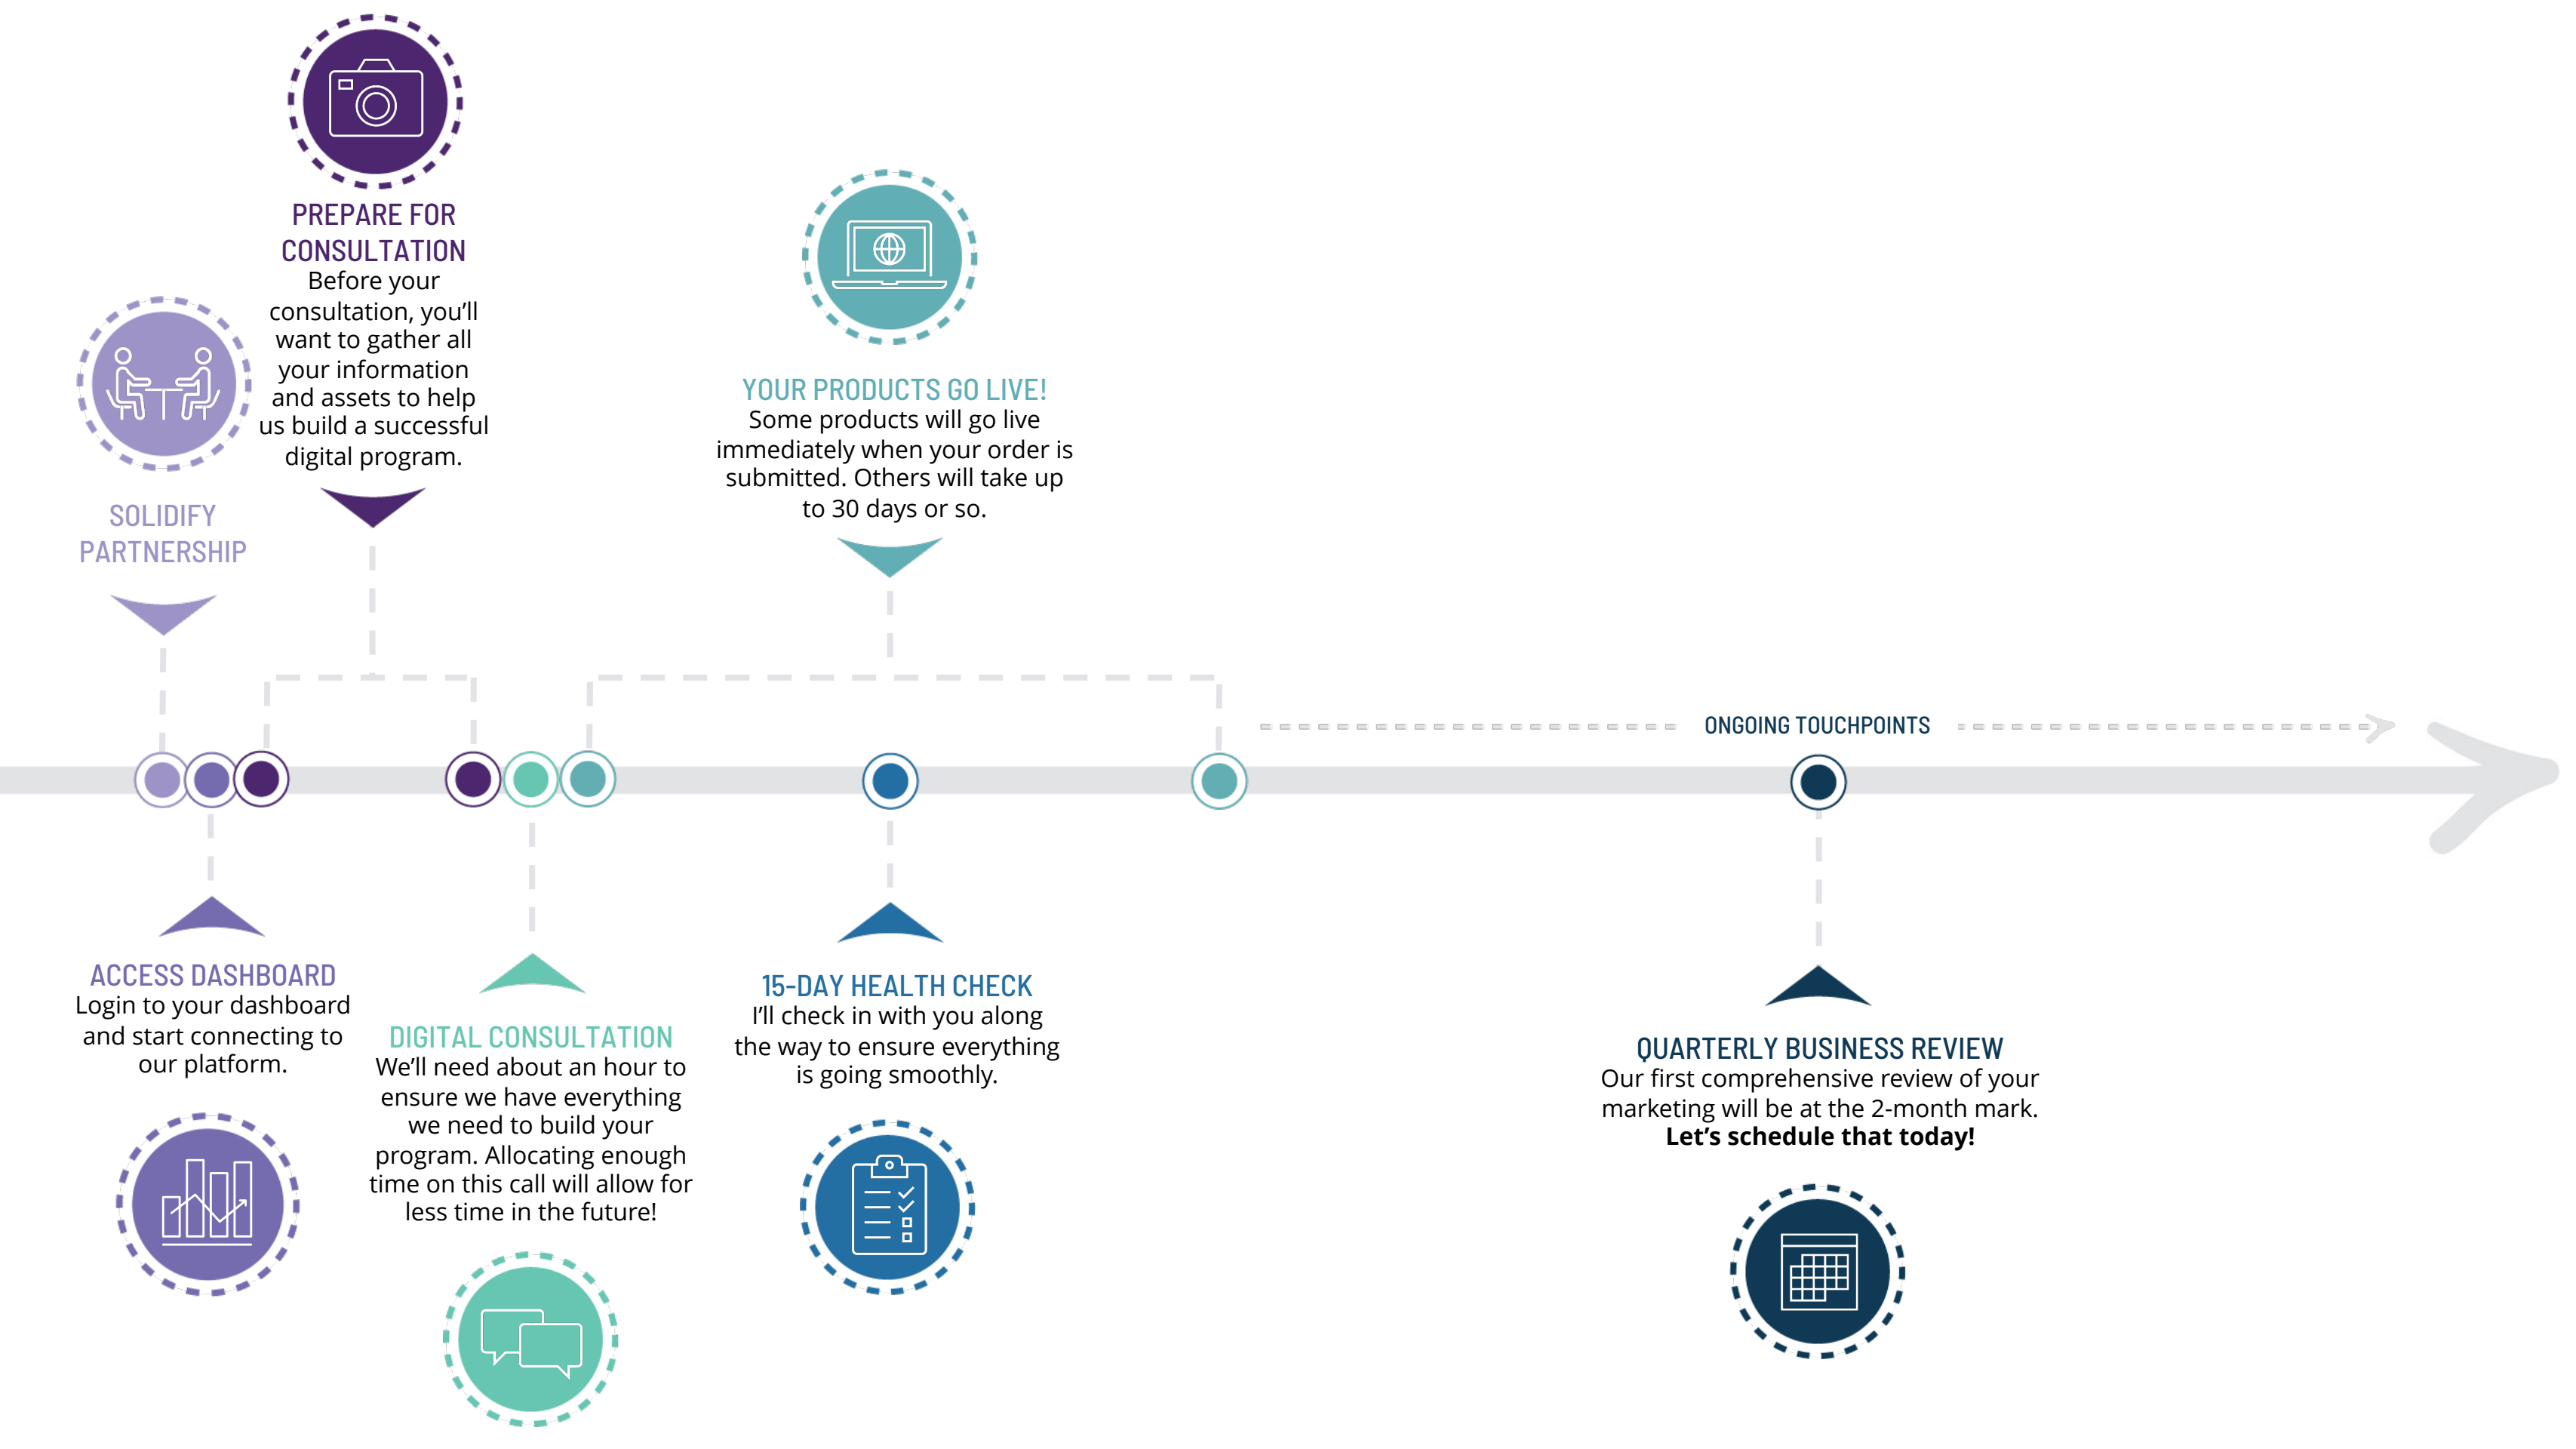 PREPARE FOR
CONSULTATION
Before your
consultation, you’ll
want to gather all
your information
and assets to help
us build a successful
digital program.
SOLIDIFY
PARTNERSHIP
YOUR PRODUCTS GO LIVE!
Some products will go live
immediately when your order is
submitted. Others will take up
to 30 days or so.
ONGOING TOUCHPOINTS
ACCESS DASHBOARD
Login to your dashboard
and start connecting to
our platform.
DIGITAL CONSULTATION
We’ll need about an hour to
ensure we have everything
we need to build your
program. Allocating enough
time on this call will allow for
less time in the future!
15-DAY HEALTH CHECK
I’ll check in with you along
the way to ensure everything
is going smoothly.
QUARTERLY BUSINESS REVIEW
Our first comprehensive review of your
marketing will be at the 2-month mark.
Let’s schedule that today!